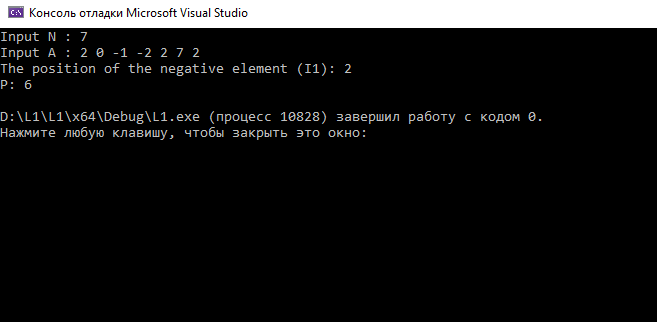 Консоль отладки Microsoft Visual Studio
Input N : 7
Input A : 2 0 -1 -2 2 7 2
The position of the negative element (I1): 2
P: 6
D:\L1\L1\x64\Debug\L1.exe (процесс 10828) завершил работу с кодом 0.
Нажмите любую клавишу, чтобы закрыть это окно: